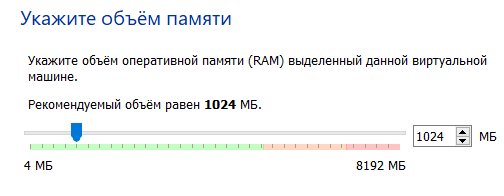 Укажите объём памяти
Укажите объём оперативной памяти (RAM) выделенный данной виртуальной
машине.
Рекомендуемый объём равен 1024 МБ.
1024 МБ
4 МБ 8192 МБ